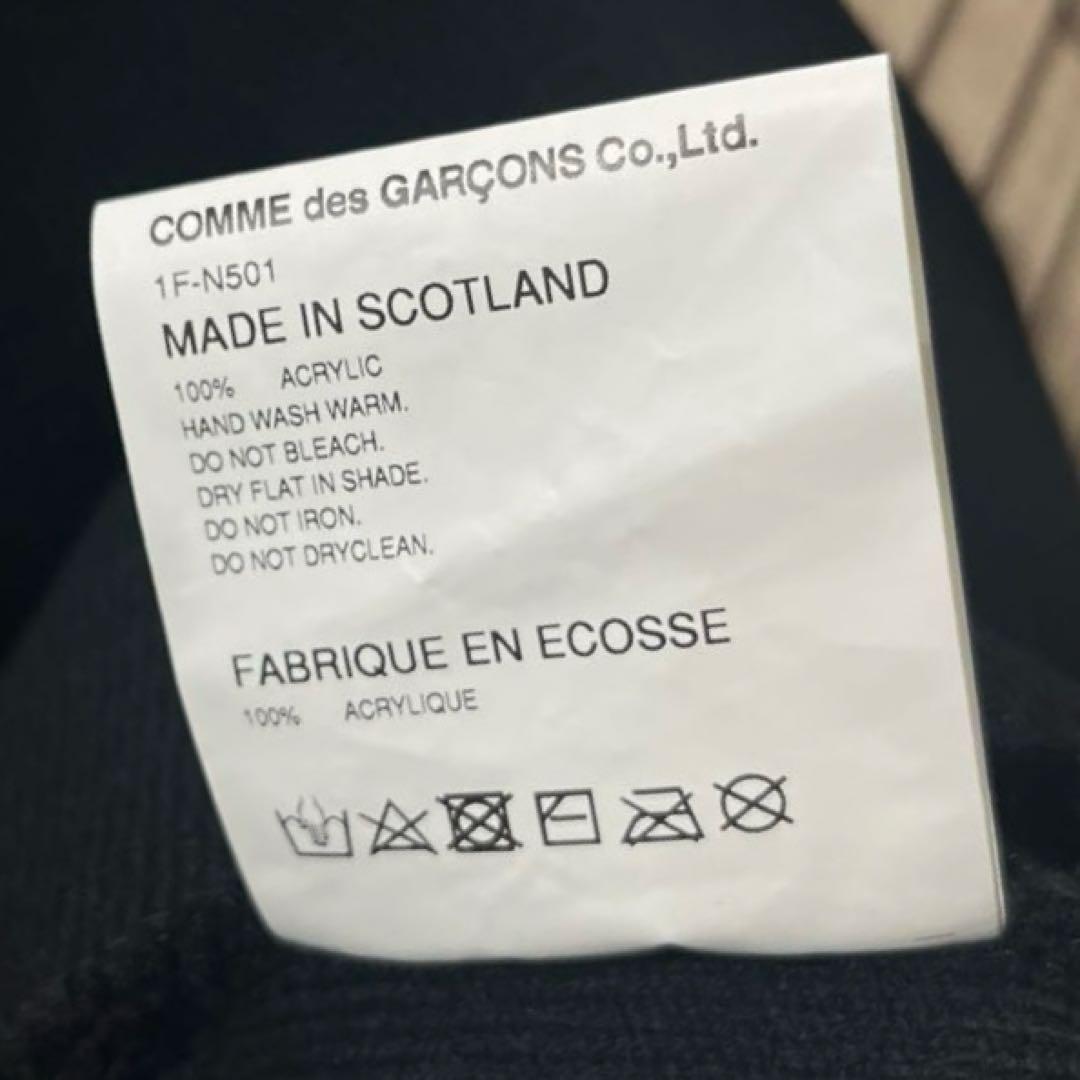 COMME des GARÇONS Co.,Ltd.
1F-N501
MADE IN SCOTLAND
100% ACRYLIC
HAND WASH WARM.
DO NOT BLEACH.
DRY FLAT IN SHADE.
DO NOT IRON.
DO NOT DRYCLEAN.
FABRIQUE EN ECOSSE
100% ACRYLIQUE